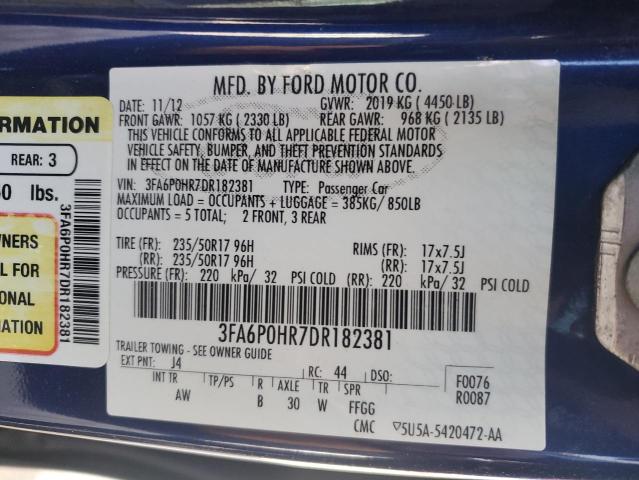 MFD. BY FORD MOTOR CO.
DATE: 11/12 GVWR: 2019 KG ( 4450 LB)
FRONT GAWR: 1057 KG ( 2330 LB) REAR GAWR: 968 KG ( 2135 LB)
THIS VEHICLE CONFORMS TO ALL APPLICABLE FEDERAL MOTOR
VEHICLE SAFETY, BUMPER, AND THEFT PREVENTION STANDARDS
IN EFFECT ON THE DATE OF MANUFACTURE SHOWN ABOVE.
VIN: 3FA6P0HR7DR182381 TYPE: Passenger Car
MAXIMUM LOAD = OCCUPANTS + LUGGAGE = 385KG/ 850LB
OCCUPANTS = 5 TOTAL; 2 FRONT, 3 REAR
TIRE (FR): 235/50R17 96H RIMS (FR): 17x7.5J
(RR): 235/50R17 96H (RR): 17x7.5J
PRESSURE (FR): 220 kPa/ 32 PSI COLD (RR): 220 kPa/ 32 PSI COLD
3FA6P0HR7DR182381
TRAILER TOWING - SEE OWNER GUIDE
EXT PNT: J4 RC: 44 DSO:
INT TR TP/PS R AXLE TR SPR
AW B 30 W FFGG
F0076
R0087
CMC 5U5A-5420472-AA
REAR: 3
lbs.
OWNERS
FOR
3FA6P0HR7DR182381